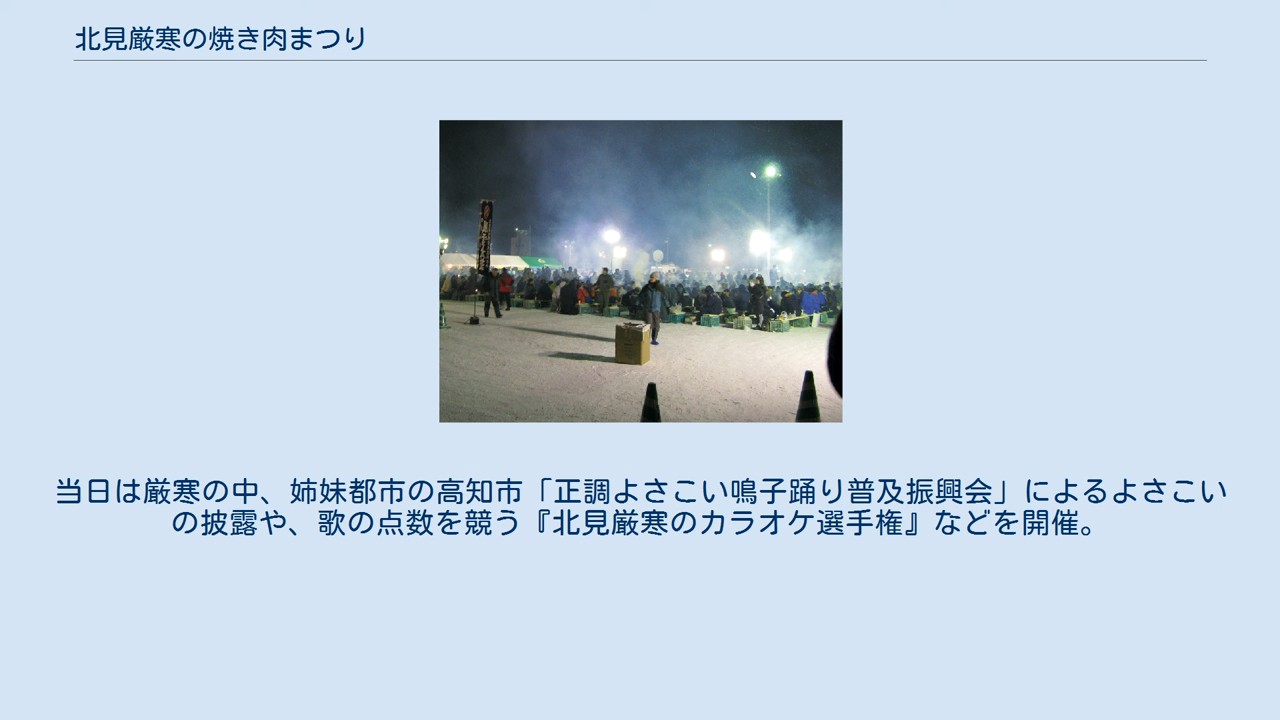 北見厳寒の焼き肉まつり
当日は厳寒の中、姉妹都市の高知市「正調よさこい鳴子踊り普及振興会」によるよさこい
の披露や、歌の点数を競う『北見厳寒のカラオケ選手権』などを開催。